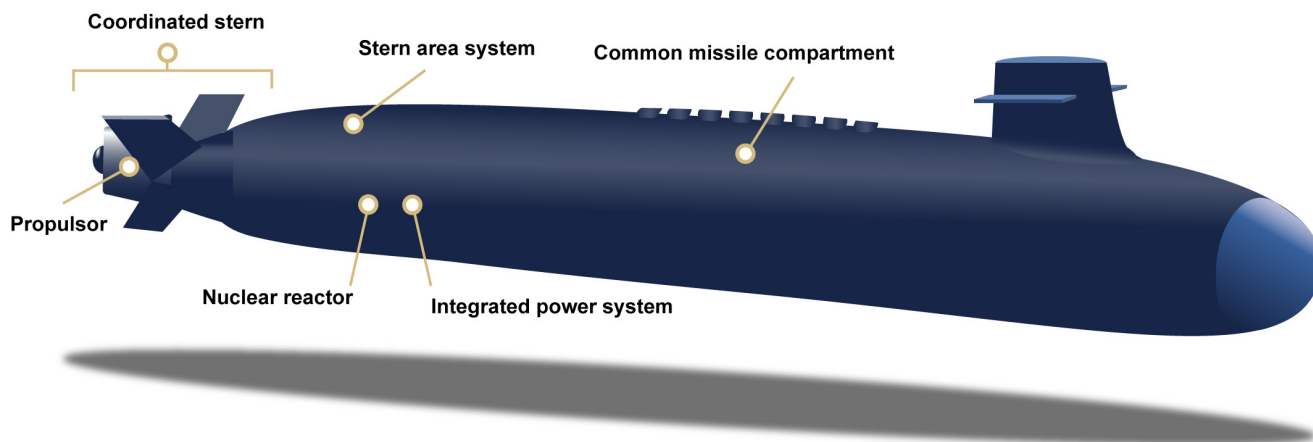 Coordinated stern
Stern area system
Common missile compartment
Propulsor
Nuclear reactor
Integrated power system